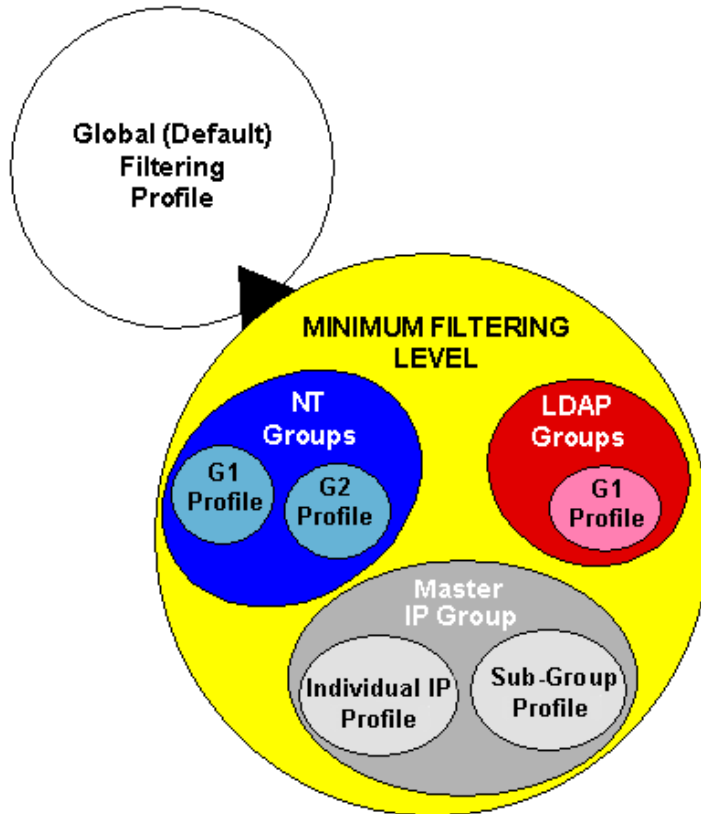 Global (Default)
Filtering
Profile
MINIMUM FILTERING
LEVEL
NT
Groups
G1
Profile
G2
Profile
LDAP
Groups
G1
Profile
Master
IP Group
Individual IP
Profile
Sub-Group
Profile